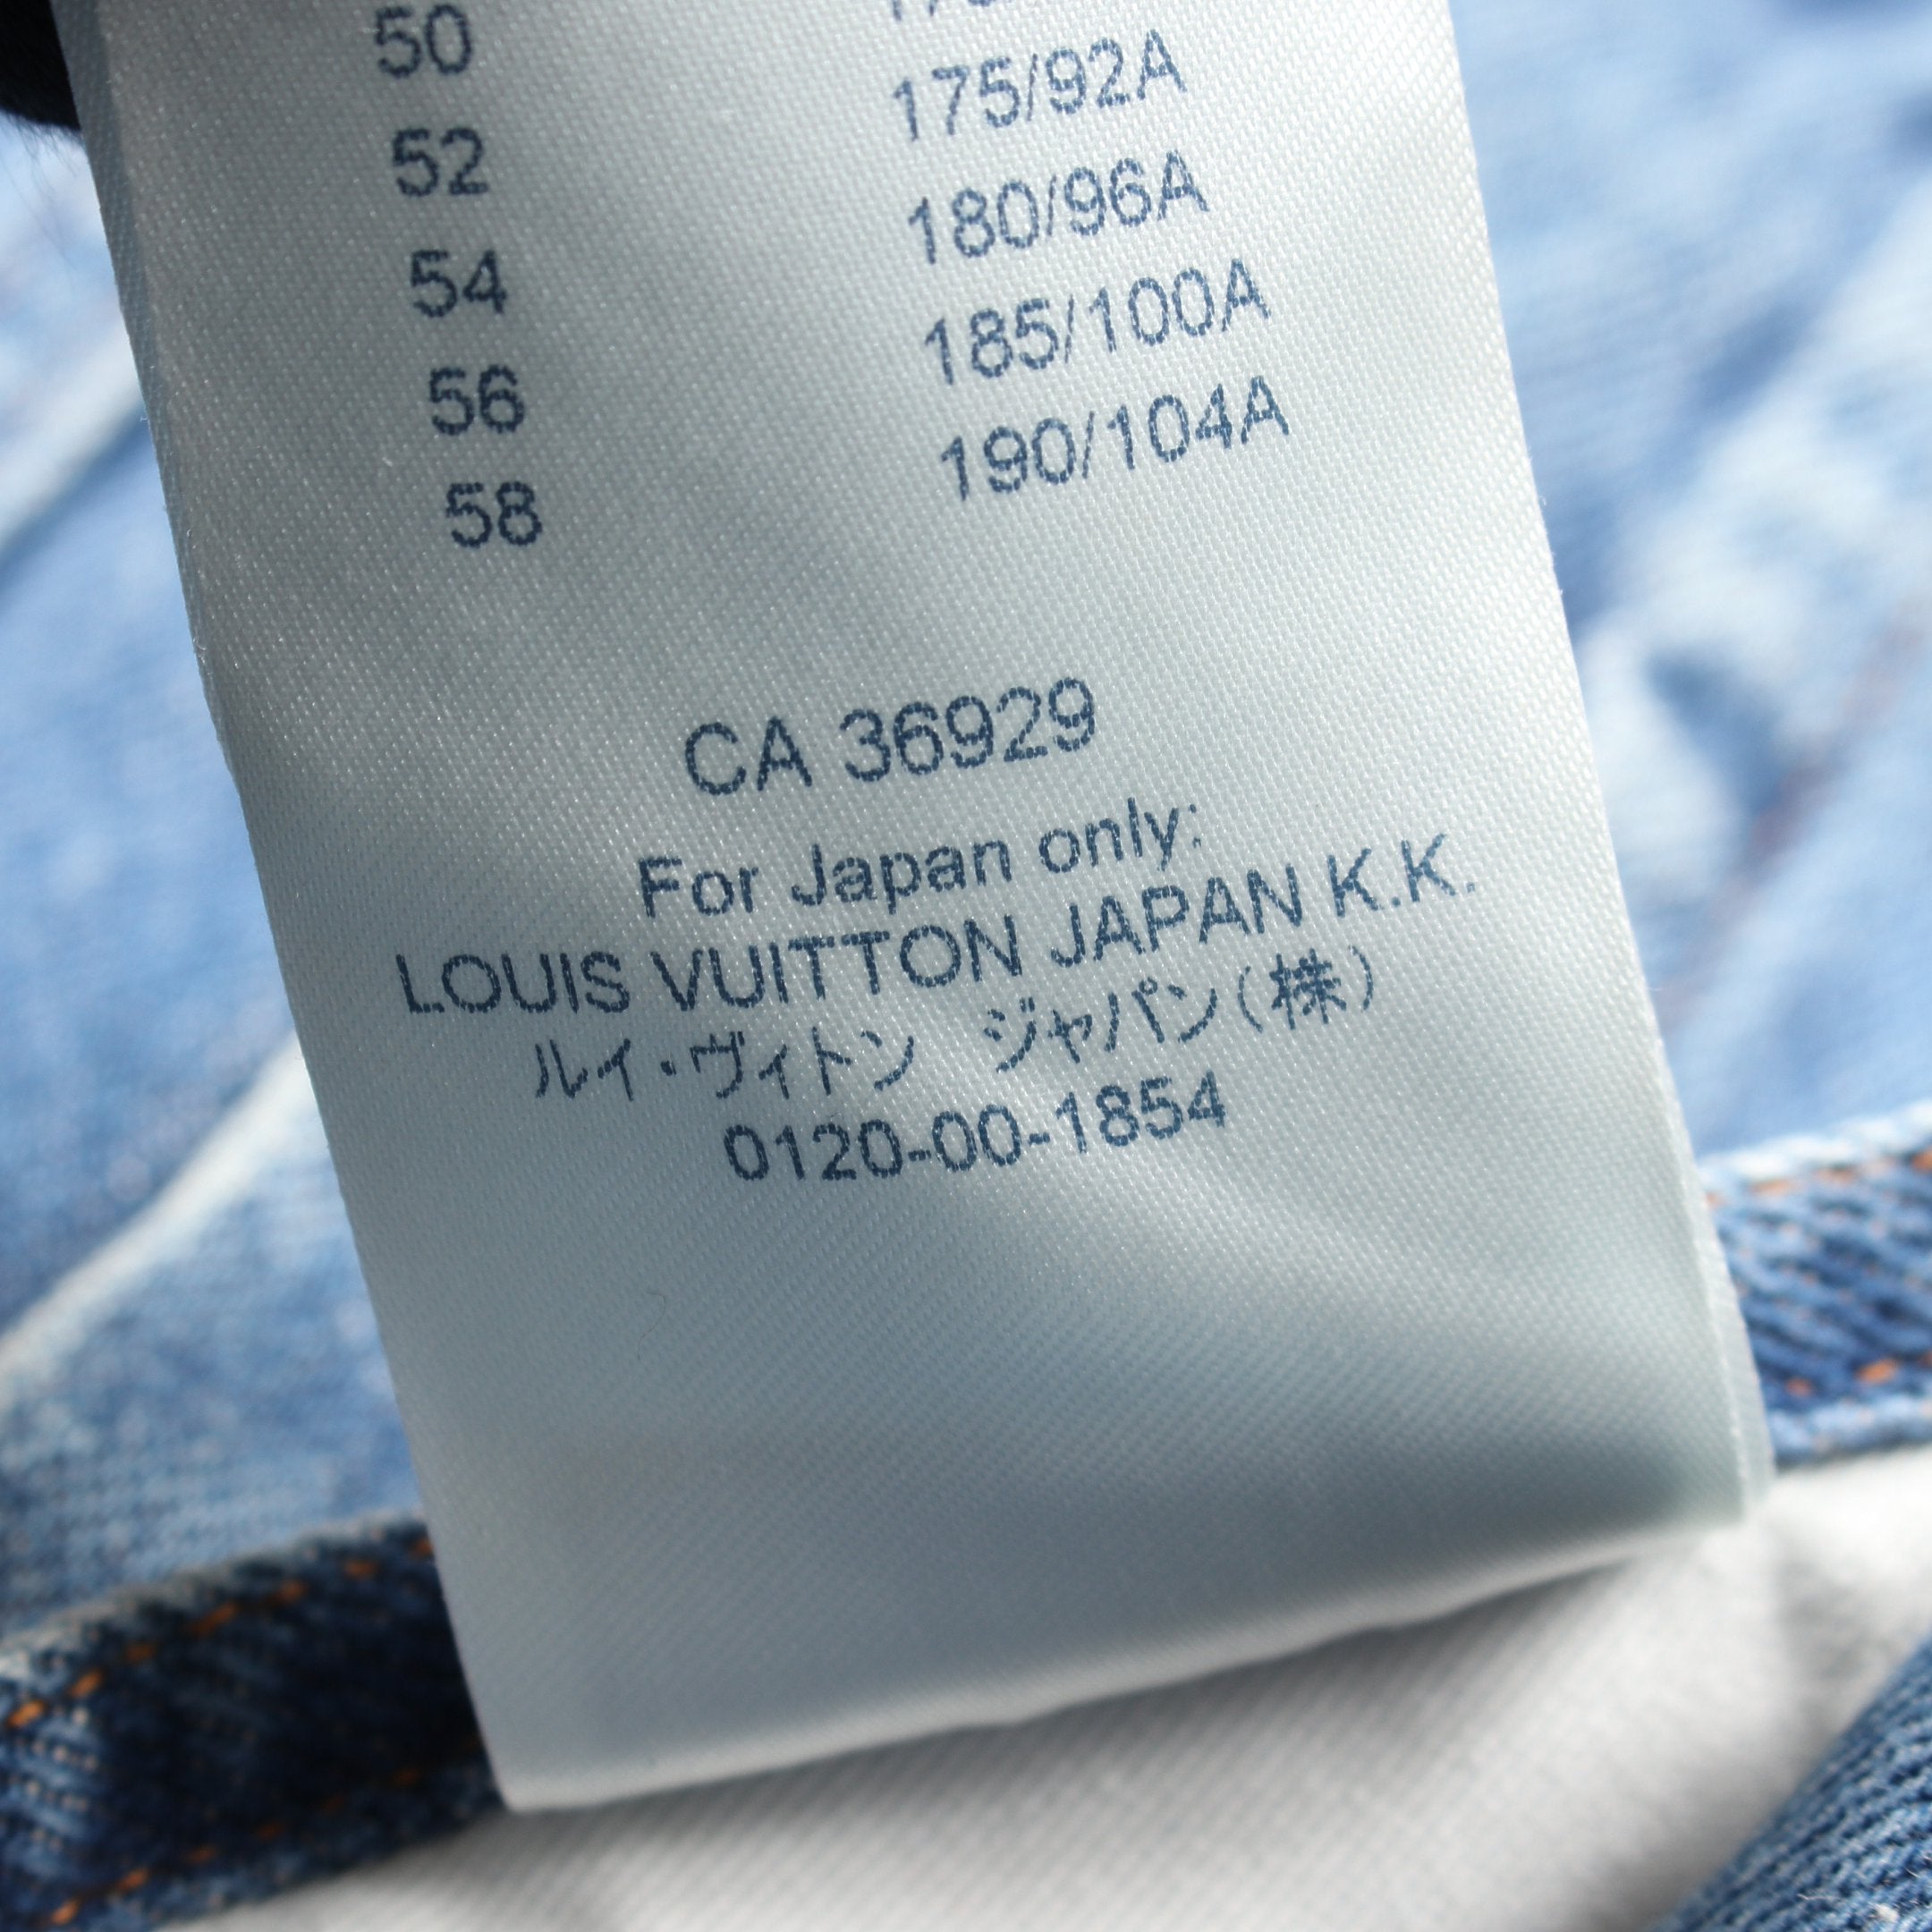 50
52 175/92A
54 180/96A
56 185/100A
58 190/104A
CA 36929
For Japan only:
LOUIS VUITTON JAPAN K.K.
ルイ・ヴィトン ジャパン(株)
0120-00-1854